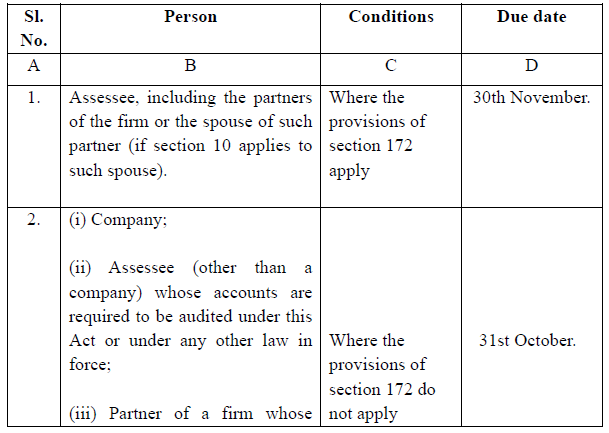 Sl. No. Person Conditions Due date
A B C D
1. Assessee, including the partners Where the 30th November.
of the firm or the spouse of such provisions of
partner (if section 10 applies to section 172
such spouse). apply
2. (i) Company;
(ii) Assessee (other than a
company) whose accounts are
required to be audited under this
Act or under any other law in Where the 31st October.
force; provisions of
section 172 do
(iii) Partner of a firm whose not apply